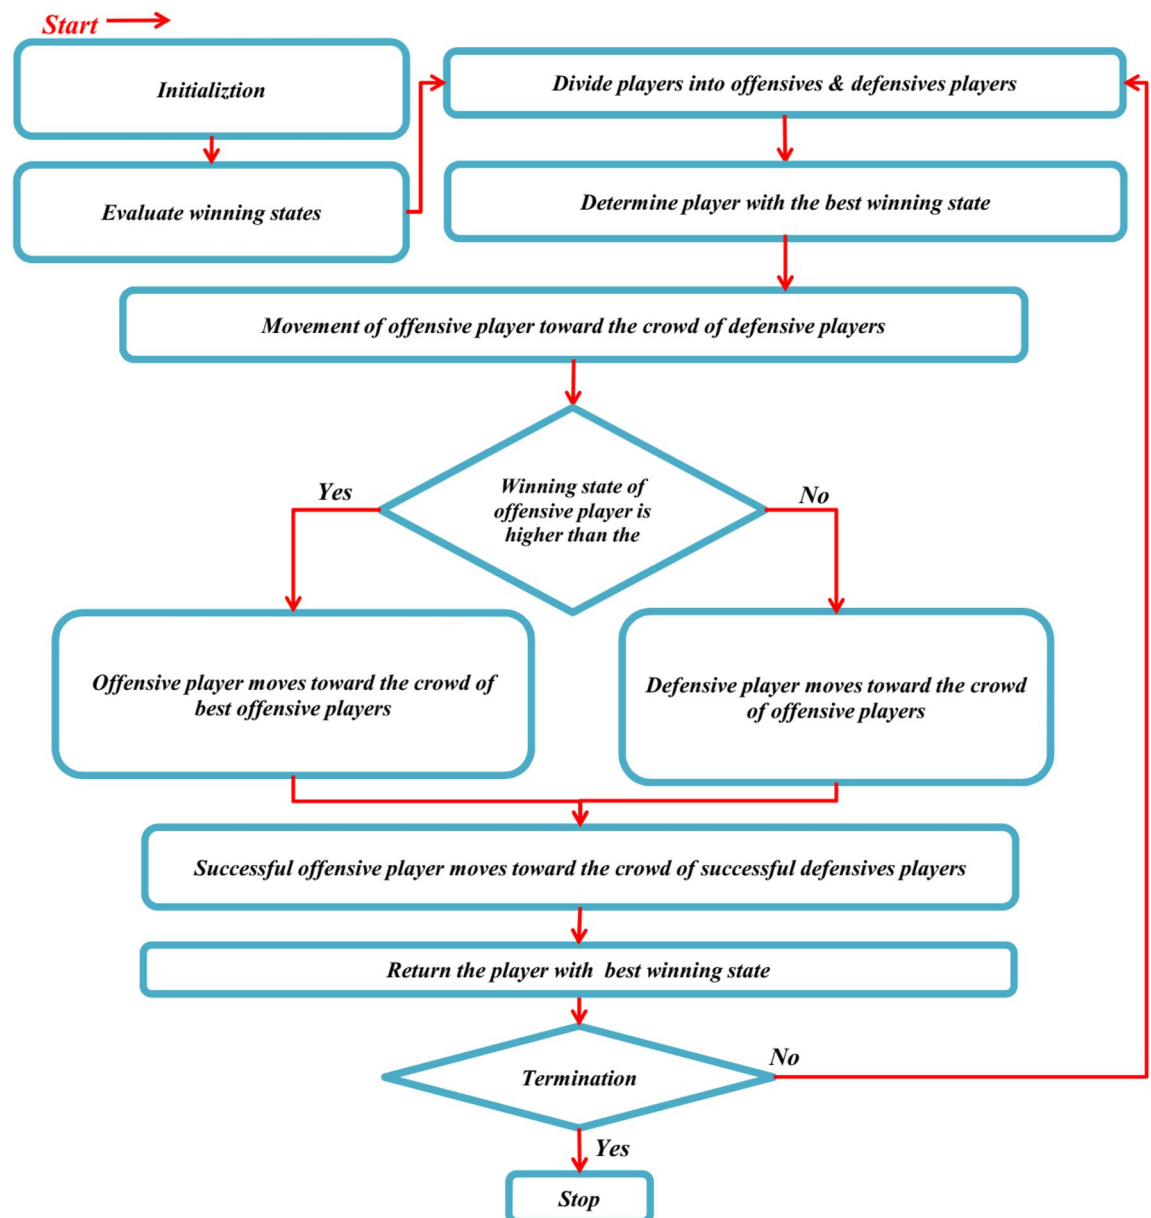 Start
Initializtion
Evaluate winning states
Divide players into offensives & defensives players
Determine player with the best winning state
Movement of offensive player toward the crowd of defensive players
Winning state of
offensive player is
higher than the
Yes
No
Offensive player moves toward the crowd of
best offensive players
Defensive player moves toward the crowd
of offensive players
Successful offensive player moves toward the crowd of successful defensives players
Return the player with  best winning state
Termination
No
Yes
Stop